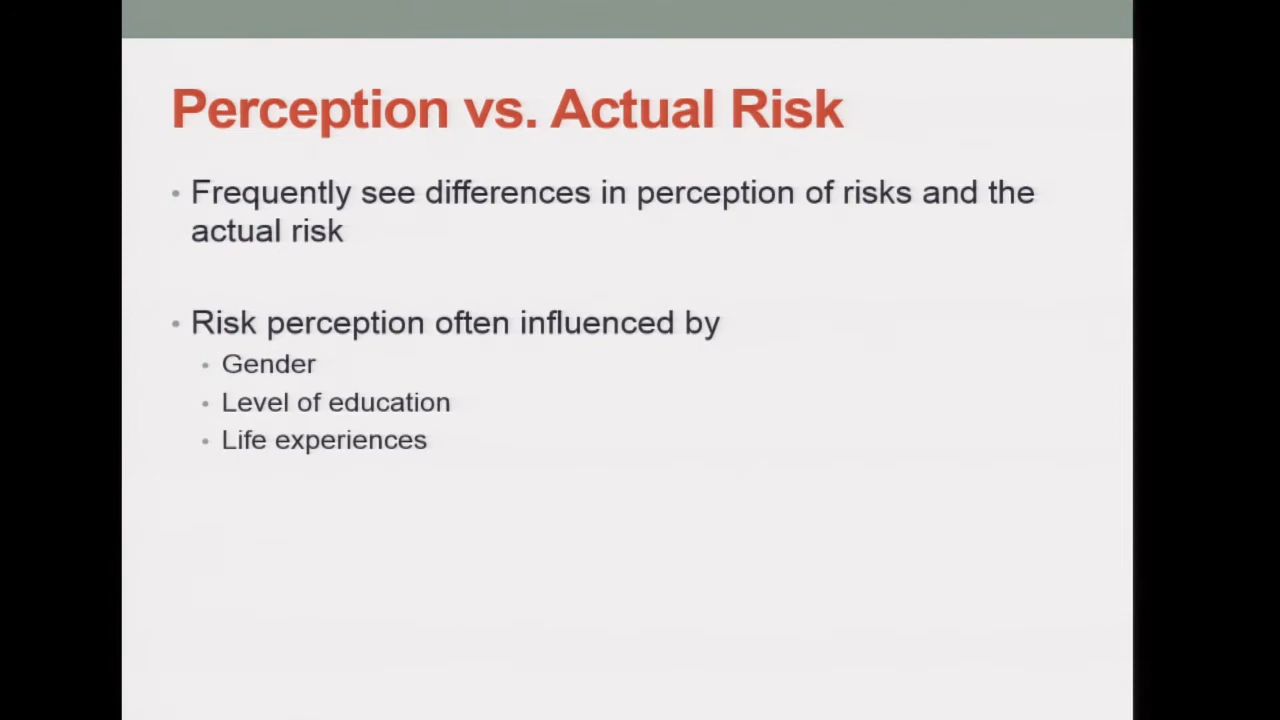 Perception vs. Actual Risk
• Frequently see differences in perception of risks and the
actual risk
• Risk perception often influenced by
• Gender
• Level of education
• Life experiences